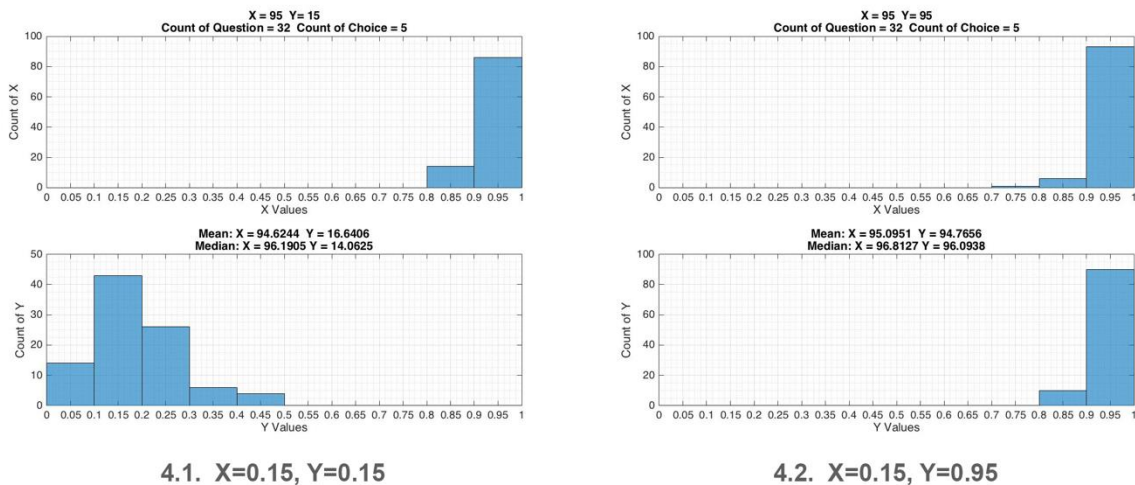 X = 95 Y= 15
Count of Question = 32 Count of Choice = 5
100
80
60
40
20
0
Count of X
0 0.05 0.1 0.15 0.2 0.25 0.3 0.35 0.4 0.45 0.5 0.55 0.6 0.65 0.7 0.75 0.8 0.85 0.9 0.95 1
X Values
Mean: X = 94.6244 Y = 16.6406
Median: X = 96.1905 Y = 14.0625
50
40
30
20
10
0
Count of Y
0 0.05 0.1 0.15 0.2 0.25 0.3 0.35 0.4 0.45 0.5 0.55 0.6 0.65 0.7 0.75 0.8 0.85 0.9 0.95 1
Y Values
4.1. X=0.15, Y=0.15
X = 95 Y= 95
Count of Question = 32 Count of Choice = 5
100
80
60
40
20
0
Count of X
0 0.05 0.1 0.15 0.2 0.25 0.3 0.35 0.4 0.45 0.5 0.55 0.6 0.65 0.7 0.75 0.8 0.85 0.9 0.95 1
X Values
Mean: X = 95.0951 Y = 94.7656
Median: X = 96.8127 Y = 96.0938
100
80
60
40
20
0
Count of Y
0 0.05 0.1 0.15 0.2 0.25 0.3 0.35 0.4 0.45 0.5 0.55 0.6 0.65 0.7 0.75 0.8 0.85 0.9 0.95 1
Y Values
4.2. X=0.15, Y=0.95